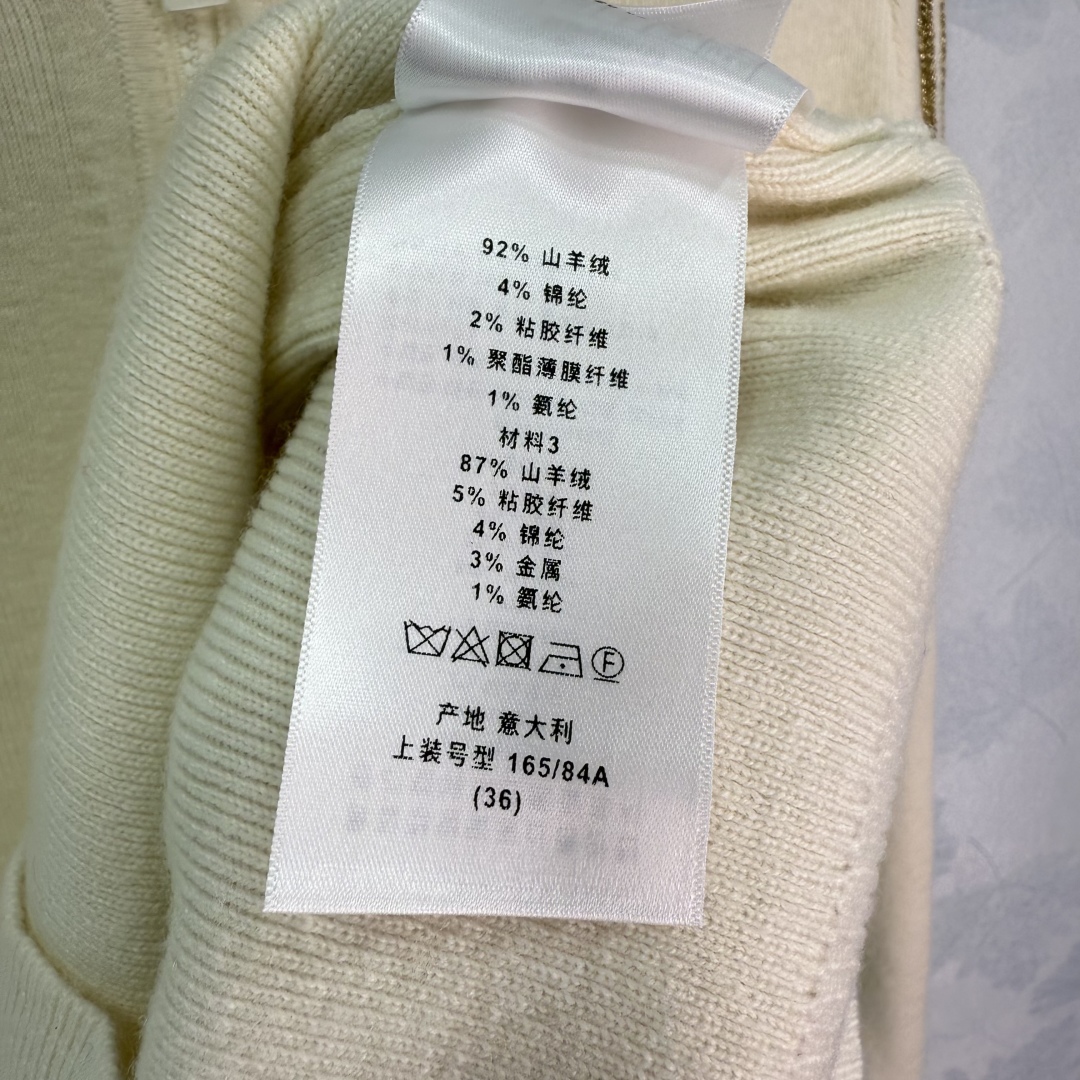 92% 山羊绒
4% 锦纶
2% 粘胶纤维
1% 聚酯薄膜纤维
1% 氨纶
材料3
87% 山羊绒
5% 粘胶纤维
4% 锦纶
3% 金属
1% 氨纶
F
产地 意大利
上装号型 165/84A
(36)